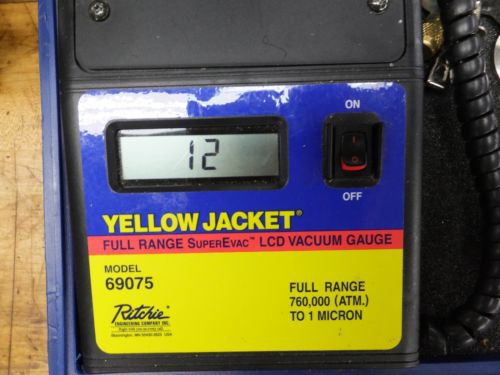 12
ON
OFF
YELLOW JACKET®
FULL RANGE SUPEREVAC™ LCD VACUUM GAUGE
MODEL
69075
FULL RANGE
760,000 (ATM.)
TO 1 MICRON
Ritchie
ENGINEERING COMPANY INC.